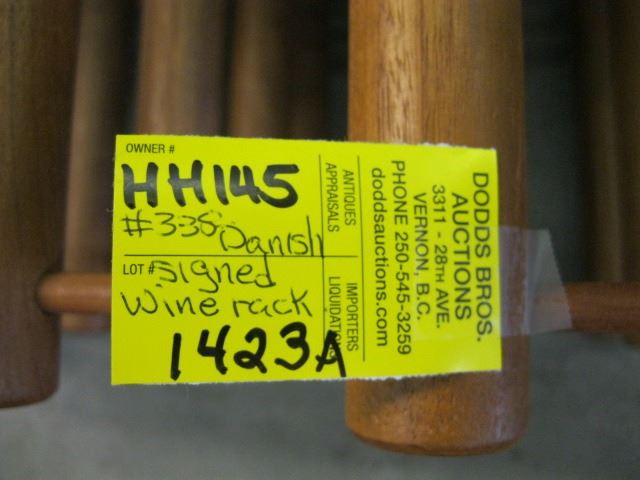 OWNER #
HH145
#338 Danish
LOT # Signed
Wine rack
1423A
ANTIQUES
APPRAISALS
IMPORTERS
LIQUIDATORS
DODDS BROS.
AUCTIONS
3311 - 28TH AVE.
VERNON, B.C.
PHONE 250-545-3259
doddsauctions.com